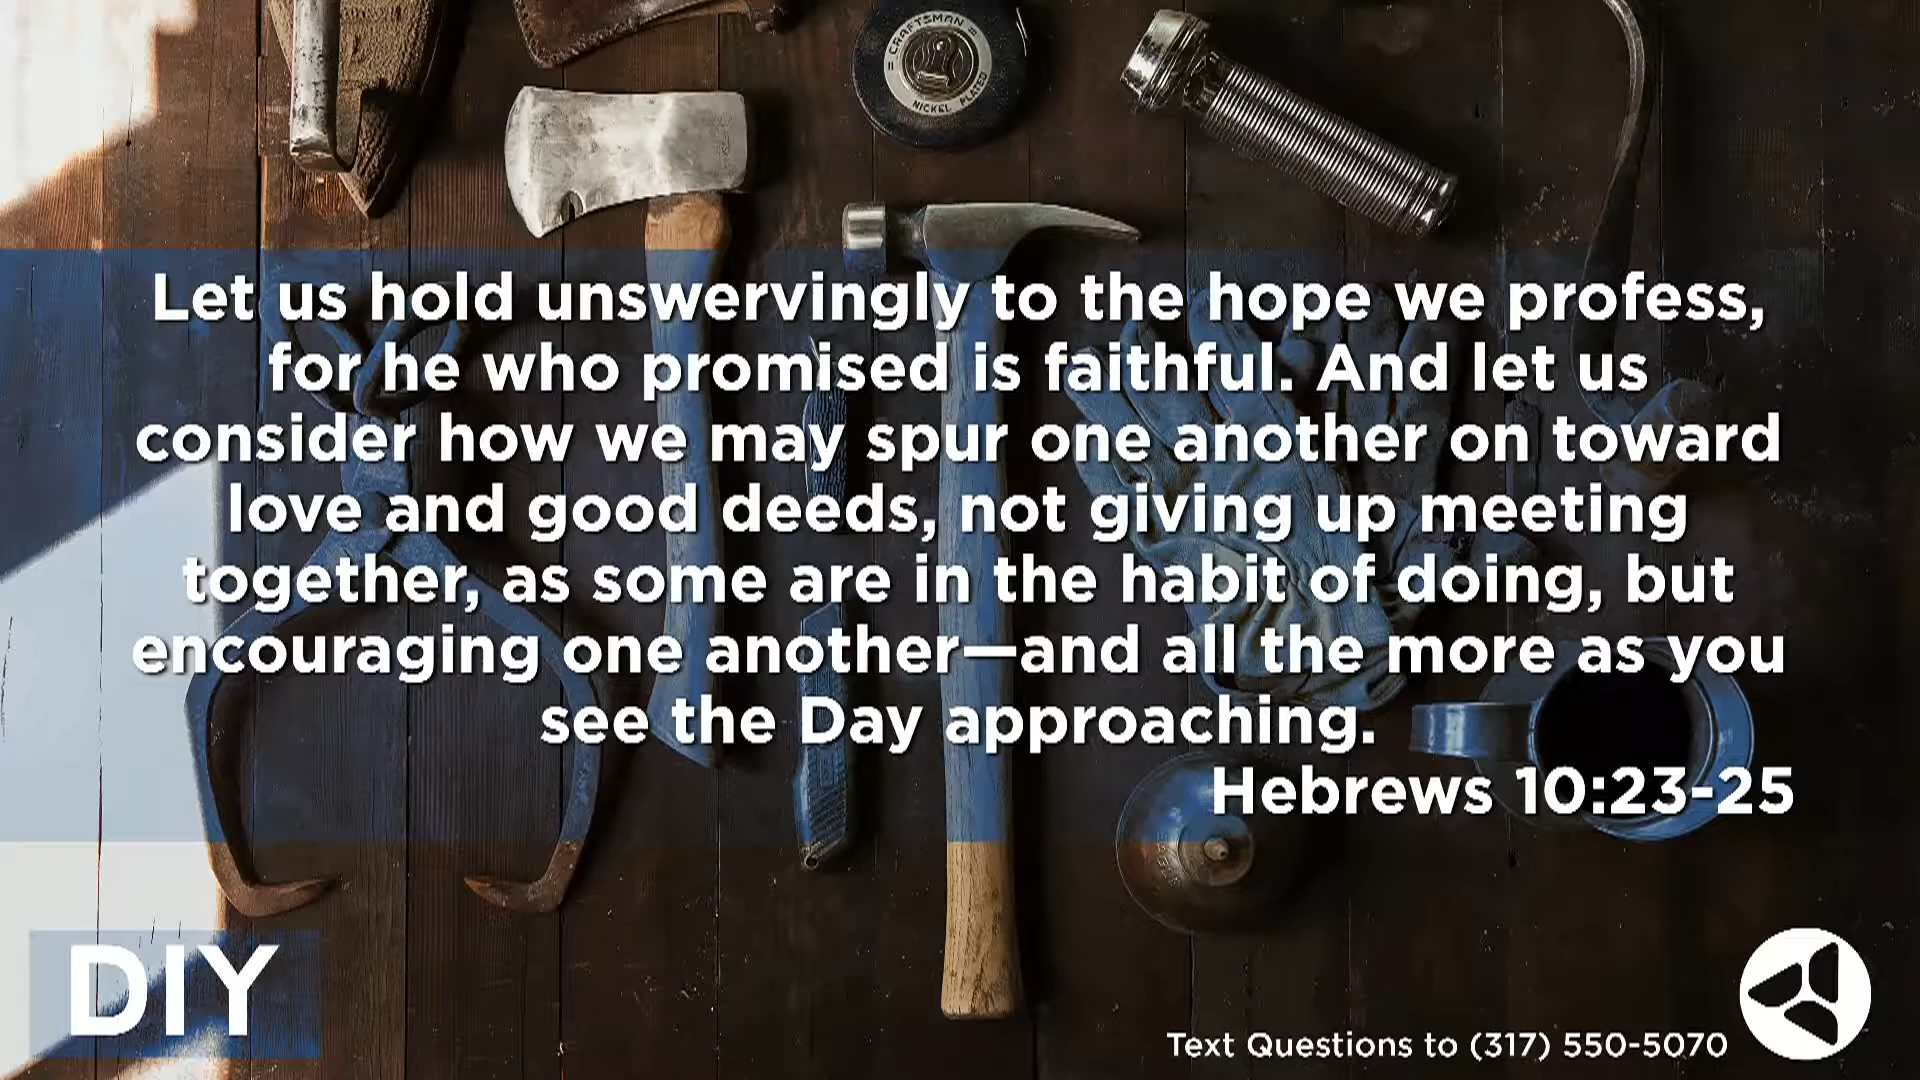 = CRAFTSMAN =
NICKEL PLATED
Let us hold unswervingly to the hope we profess,
for he who promised is faithful. And let us
consider how we may spur one another on toward
love and good deeds, not giving up meeting
together, as some are in the habit of doing, but
encouraging one another—and all the more as you
see the Day approaching.
Hebrews 10:23-25
DIY
Text Questions to (317) 550-5070